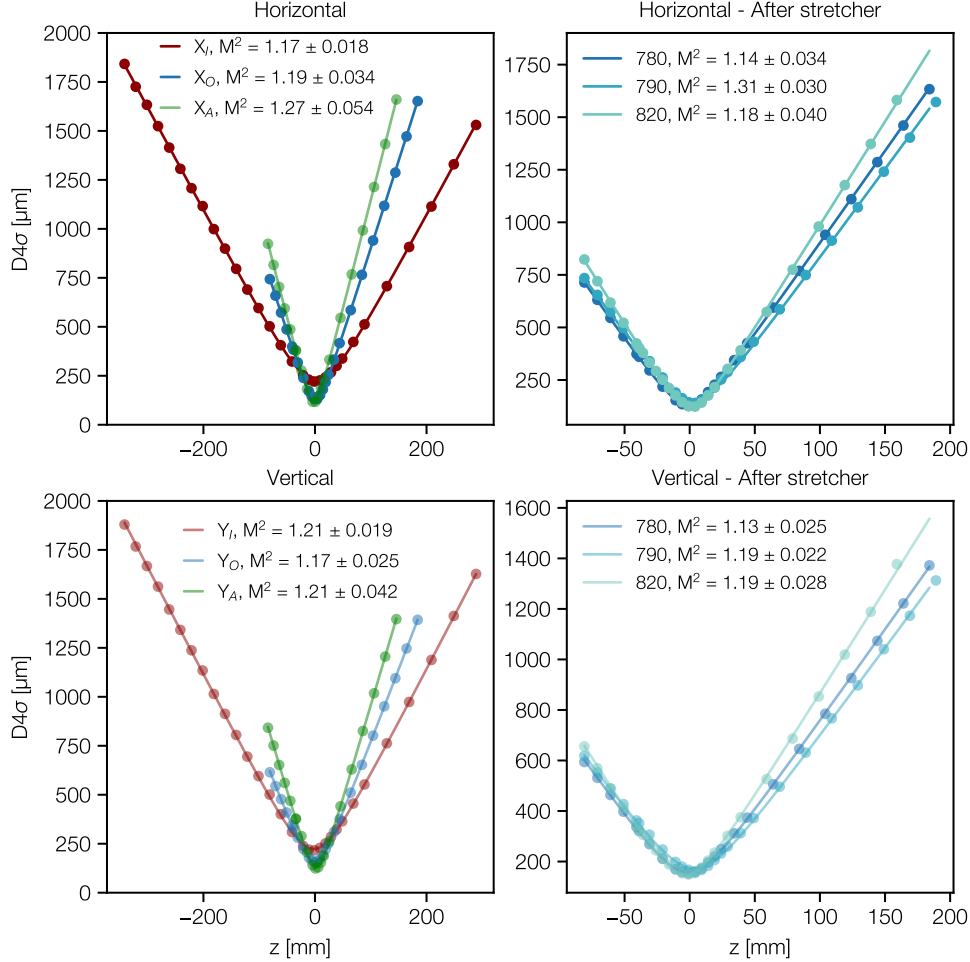 Horizontal
X_I, M² = 1.17 ± 0.018
X_O, M² = 1.19 ± 0.034
X_A, M² = 1.27 ± 0.054
2000
1750
1500
1250
1000
750
500
250
0
D4σ [μm]
−200
0
200
Horizontal - After stretcher
780, M² = 1.14 ± 0.034
790, M² = 1.31 ± 0.030
820, M² = 1.18 ± 0.040
1750
1500
1250
1000
750
500
250
−50
0
50
100
150
200
Vertical
Y_I, M² = 1.21 ± 0.019
Y_O, M² = 1.17 ± 0.025
Y_A, M² = 1.21 ± 0.042
2000
1750
1500
1250
1000
750
500
250
0
D4σ [μm]
−200
0
200
z [mm]
Vertical - After stretcher
780, M² = 1.13 ± 0.025
790, M² = 1.19 ± 0.022
820, M² = 1.19 ± 0.028
1600
1400
1200
1000
800
600
400
200
−50
0
50
100
150
200
z [mm]